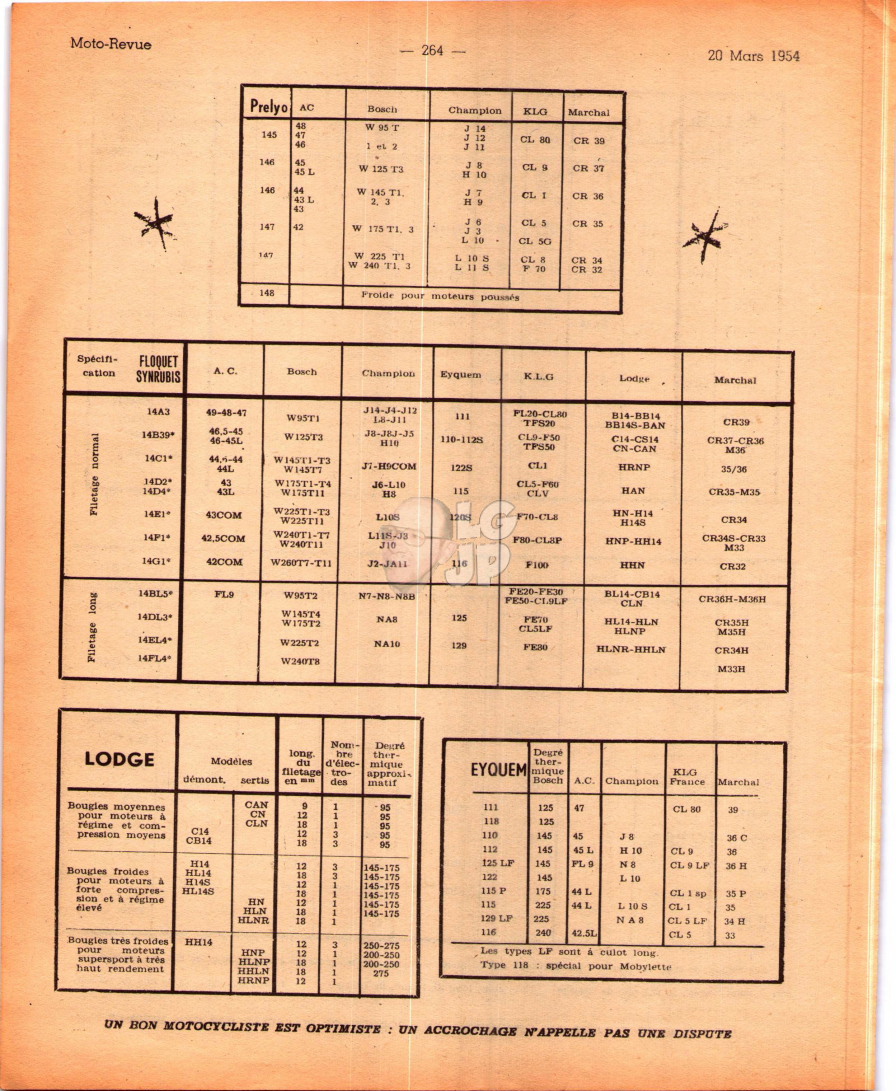 Moto-Revue
— 264 —
20 Mars 1954
Prelyo AC Bosch Champion KLG Marchal
145 48 W 95 T J 14
47 J 12 CL 80 CR 39
46 1 et 2 J 11
146 45 W 125 T3 J 8 CL 9 CR 37
45 L H 10
146 44 W 145 T1, J 7 CL 1 CR 36
43 L 2, 3 H 9
43
147 42 W 175 T1, 3 J 6 CL 5 CR 35
J 3
L 10 CL 5G
147 W 225 T1 L 10 S CL 8 CR 34
W 240 T1, 3 L 11 S F 70 CR 32
148 Froide pour moteurs poussés
Spécifi- FLOQUET A. C. Bosch Champion Eyquem K.L.G Lodge Marchal
cation SYNRUBIS
Filetage normal
14A3 49-48-47 W95T1 J14-J4-J12 111 FL20-CL80 B14-BB14 CR39
L8-J11 TFS20 BB14S-BAN
14B39* 46,5-45 W125T3 J8-J8J-J5 110-112S CL9-F50 C14-CS14 CR37-CR36
46-45L H10 TFS50 CN-CAN M36
14C1* 44,5-44 W145T1-T3 J7-H9COM 122S CL1 HRNP 35/36
44L W145T7
14D2* 43 W175T1-T4 J6-L10 115 CL5-F60 HAN CR35-M35
14D4* 43L W175T11 H8 CLV
14E1* 43COM W225T1-T3 L10S 120S F70-CL8 HN-H14 CR34
W225T11 H14S
14F1* 42,5COM W240T1-T7 L11S-J3 F80-CL8P HNP-HH14 CR34S-CR33
W240T11 J10 M33
14G1* 42COM W260T7-T11 J2-JA11 116 F100 HHN CR32
LG
JP
Filetage long
14BL5* FL9 W95T2 N7-N8-N8B FE20-FE30 BL14-CB14 CR36H-M36H
FE50-CL9LF CLN
14DL3* W145T4 NA8 125 FE70 HL14-HLN CR35H
W175T2 CL5LF HLNP M35H
14EL4* W225T2 NA10 129 FE80 HLNR-HHLN CR34H
14FL4* W240T8 M33H
LODGE Modèles long. Nom- Degré
démont. sertis du bre ther-
filetage d'élec- mique
en mm tro- approxi-
des matif
Bougies moyennes CAN 9 1 95
pour moteurs à CN 12 1 95
régime et com- CLN 18 1 95
pression moyens C14 12 3 95
CB14 18 3 95
Bougies froides H14 12 3 145-175
pour moteurs à HL14 18 3 145-175
forte compres- H14S 12 1 145-175
sion et à régime HL14S 18 1 145-175
élevé HN 12 1 145-175
HLN 18 1 145-175
HLNR 18 1
Bougies très froides HH14 12 3 250-275
pour moteurs HNP 12 1 200-250
supersport à très HLNP 18 1 200-250
haut rendement HHLN 18 1 275
HRNP 12 1
EYQUEM Degré A.C. Champion KLG Marchal
ther- France
mique
Bosch
111 125 47 CL 80 39
118 125
110 145 45 J 8 36 C
112 145 45 L H 10 CL 9 36
125 LF 145 FL 9 N 8 CL 9 LF 36 H
122 145 L 10
115 P 175 44 L CL 1 sp 35 P
115 225 44 L L 10 S CL 1 35
129 LF 225 N A 8 CL 5 LF 34 H
116 240 42.5L CL 5 33
Les types LF sont à culot long.
Type 118 : spécial pour Mobylette
UN BON MOTOCYCLISTE EST OPTIMISTE : UN ACCROCHAGE N'APPELLE PAS UNE DISPUTE